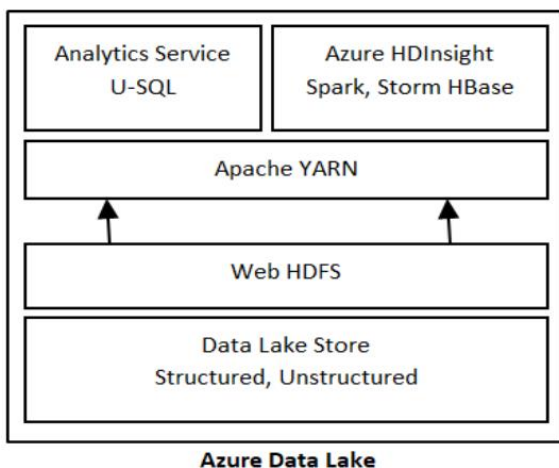 Analytics Service
U-SQL
Azure HDInsight
Spark, Storm HBase
Apache YARN
Web HDFS
Data Lake Store
Structured, Unstructured
Azure Data Lake